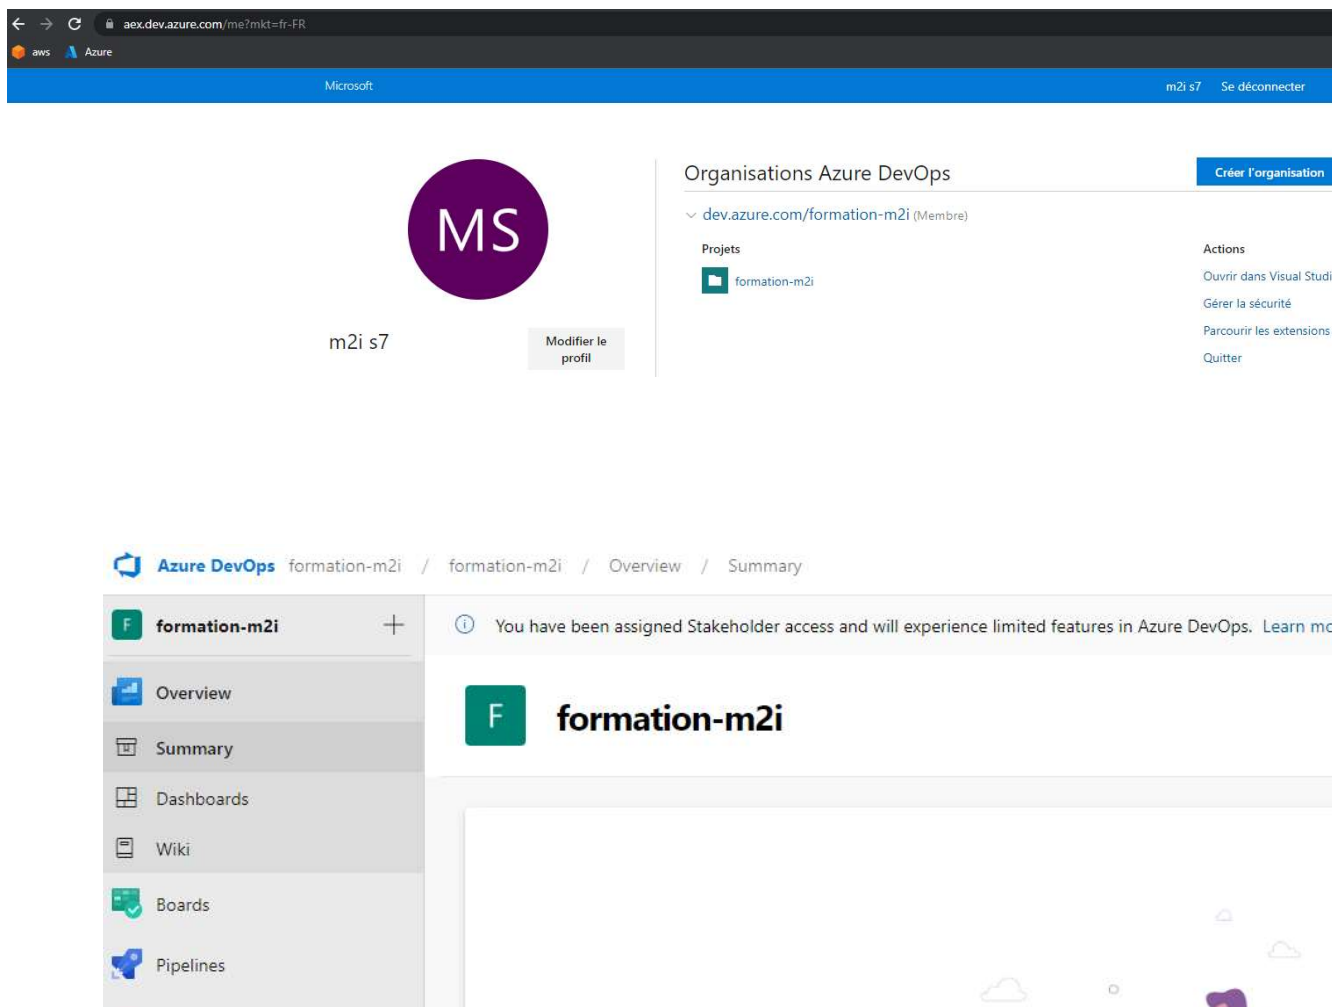 aex.dev.azure.com/me?mkt=fr-FR
aws Azure
Microsoft m2i s7 Se déconnecter
MS
m2i s7
Modifier le
profil
Organisations Azure DevOps
Créer l'organisation
dev.azure.com/formation-m2i (Membre)
Projets
formation-m2i
Actions
Ouvrir dans Visual Studi
Gérer la sécurité
Parcourir les extensions
Quitter
Azure DevOps formation-m2i / formation-m2i / Overview / Summary
F formation-m2i
Overview
Summary
Dashboards
Wiki
Boards
Pipelines
You have been assigned Stakeholder access and will experience limited features in Azure DevOps. Learn mo
F formation-m2i